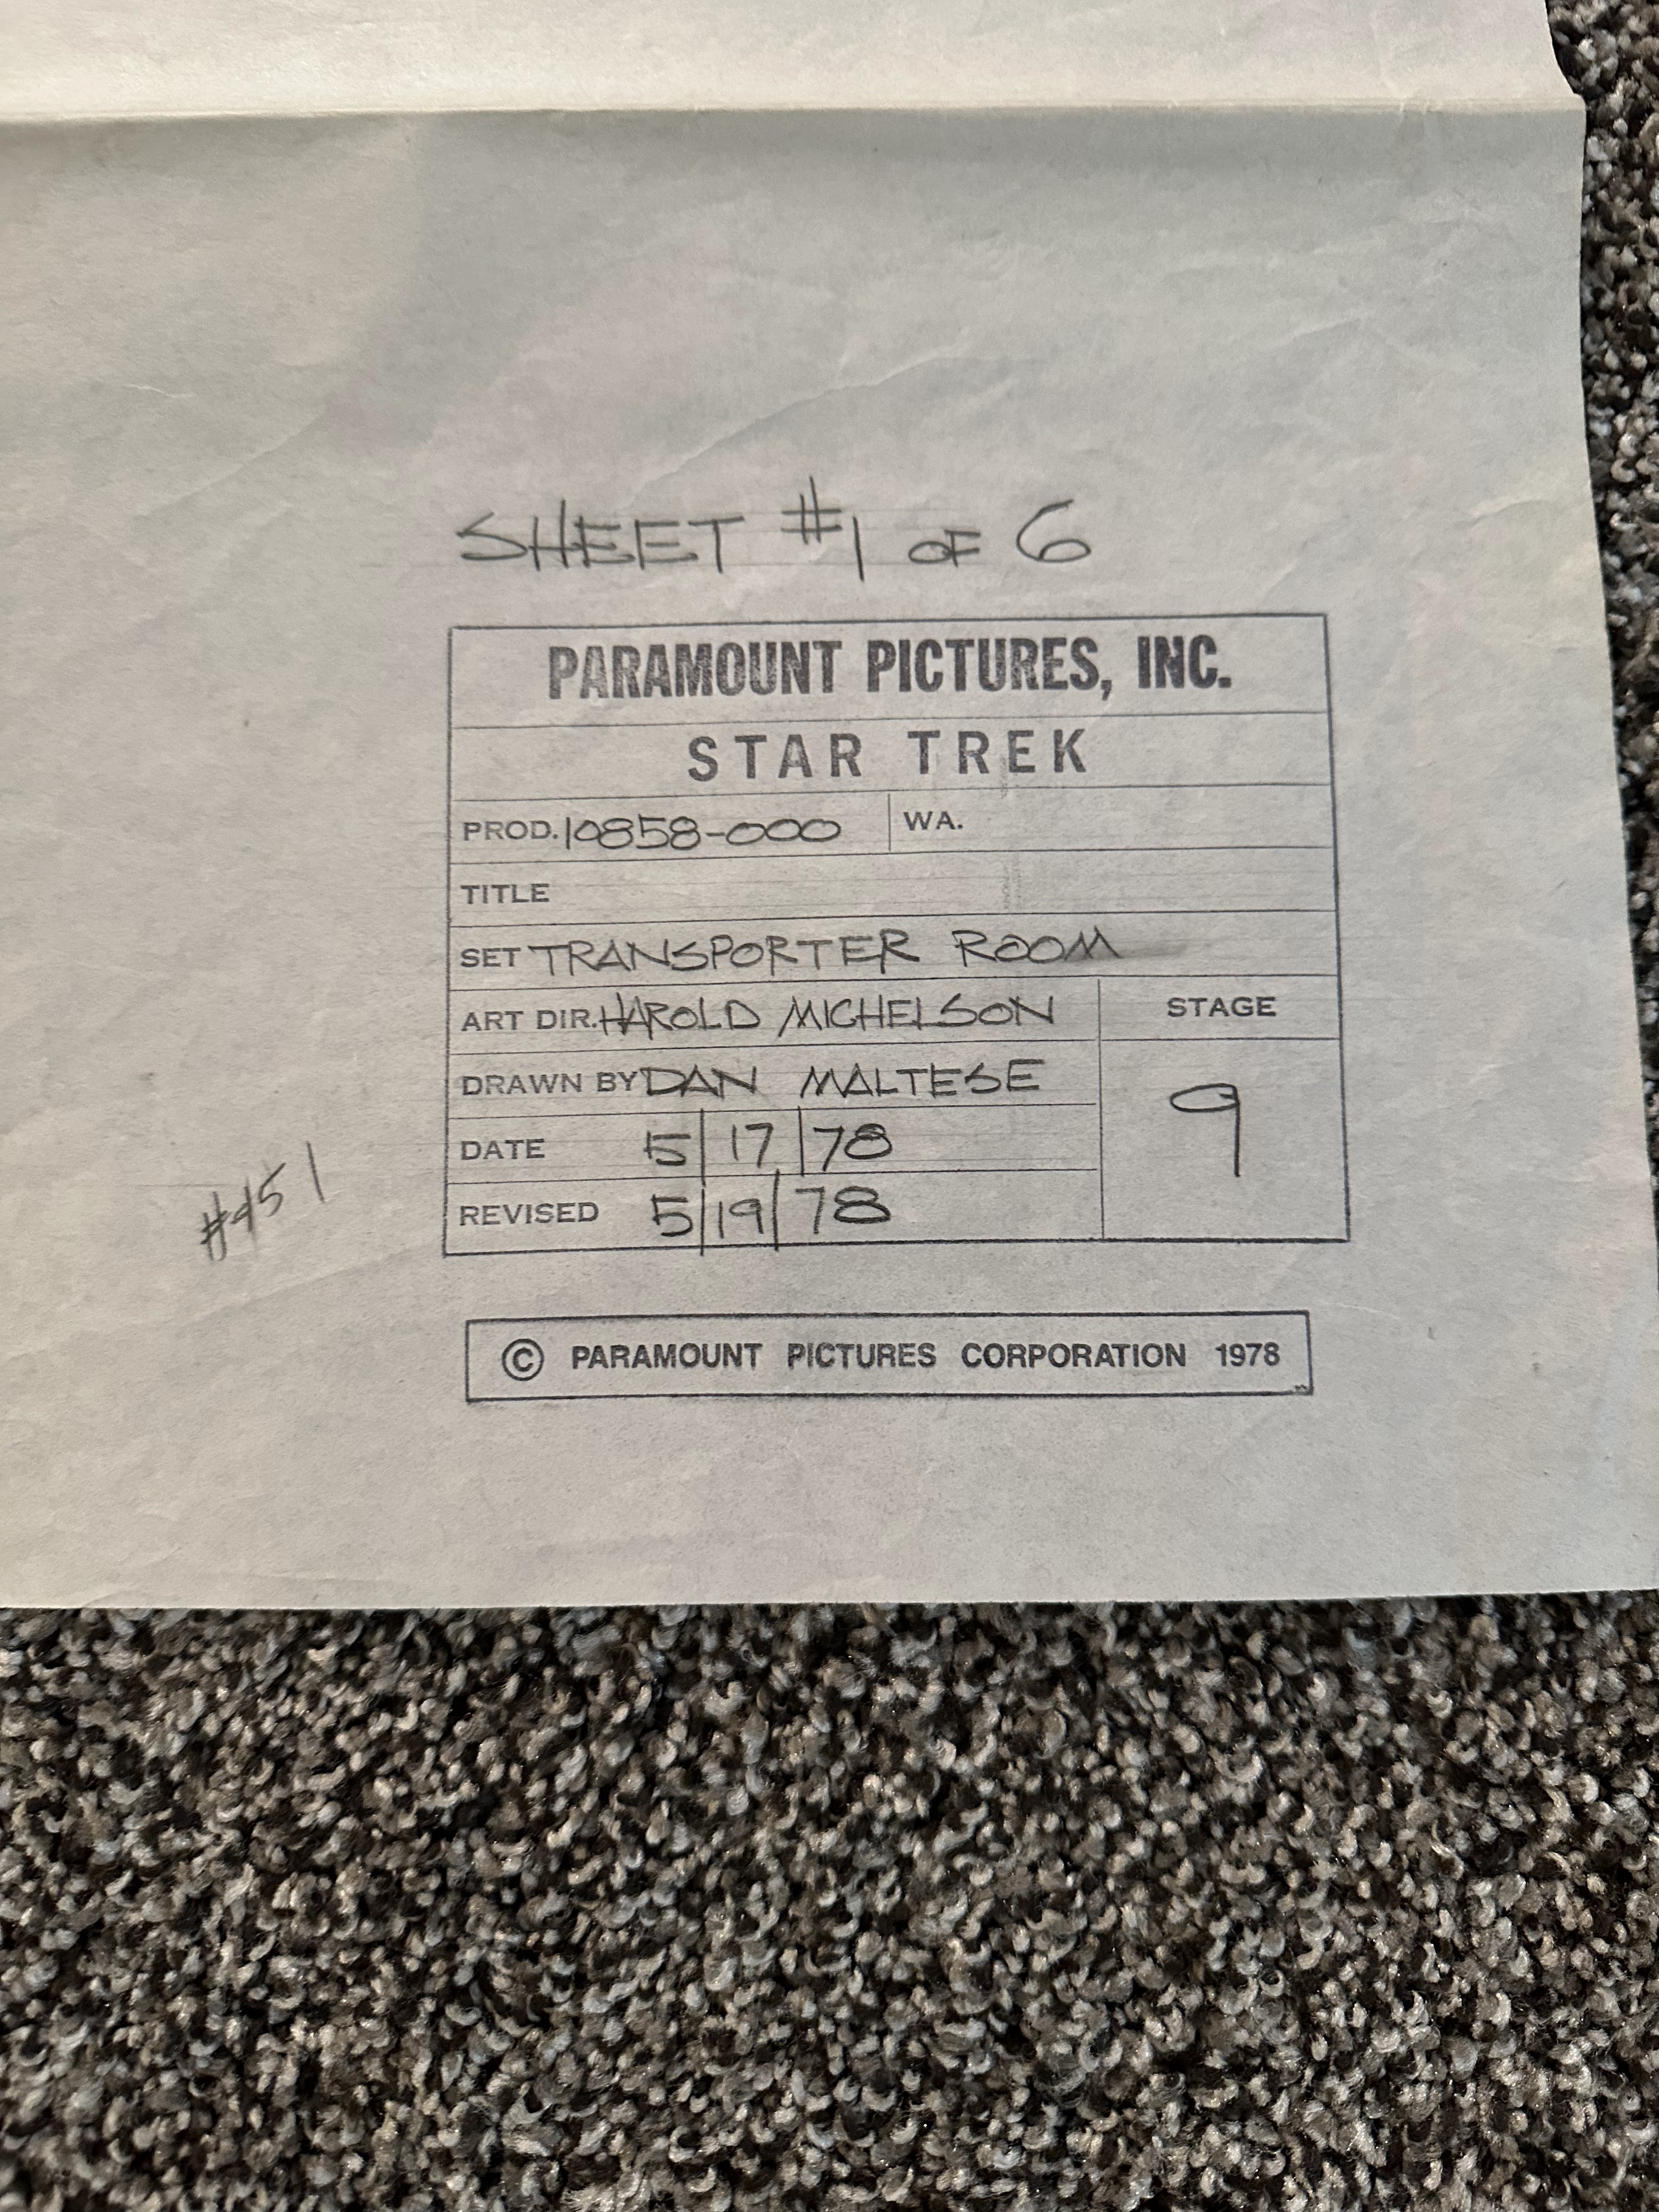 SHEET #1 OF 6
PARAMOUNT PICTURES, INC.
STAR TREK
PROD. 10858-000 WA.
TITLE
SET TRANSPORTER ROOM
ART DIR. HAROLD MICHELSON STAGE
DRAWN BY DAN MALTESE 9
DATE 5/17/78
REVISED 5/19/78
#451
© PARAMOUNT PICTURES CORPORATION 1978